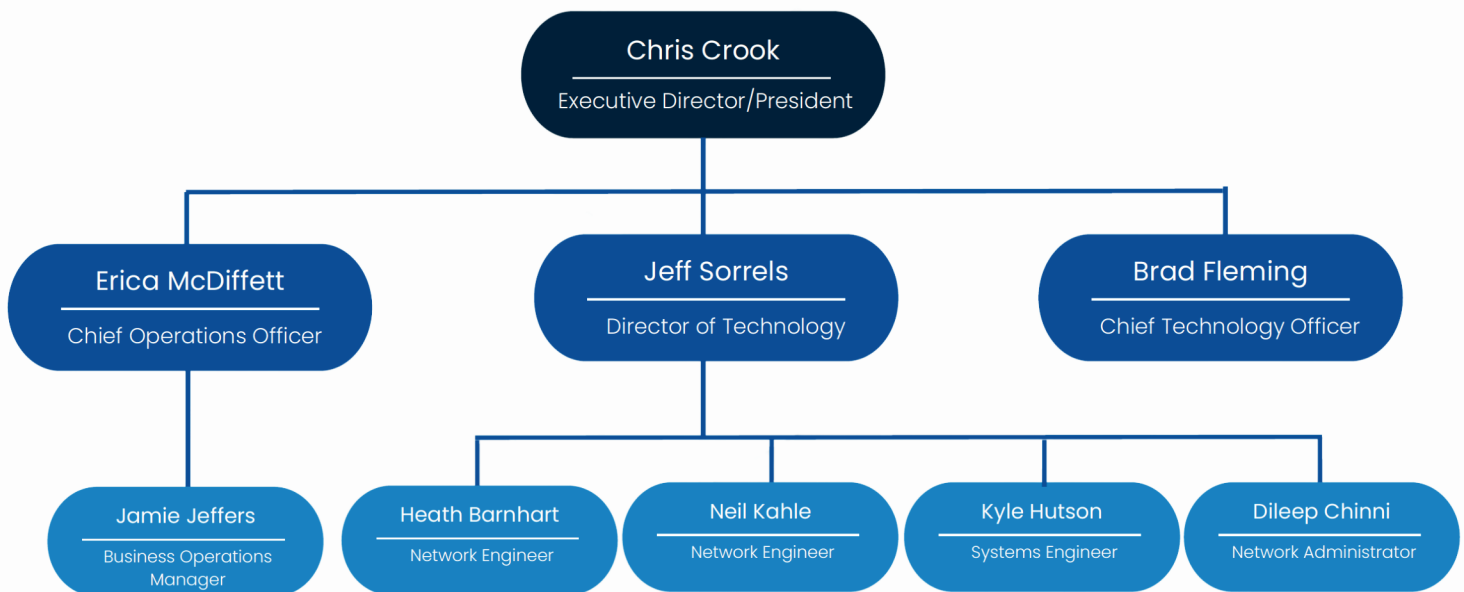 Chris Crook
Executive Director/President
Erica McDiffett
Chief Operations Officer
Jeff Sorrels
Director of Technology
Brad Fleming
Chief Technology Officer
Jamie Jeffers
Business Operations
Manager
Heath Barnhart
Network Engineer
Neil Kahle
Network Engineer
Kyle Hutson
Systems Engineer
Dileep Chinni
Network Administrator